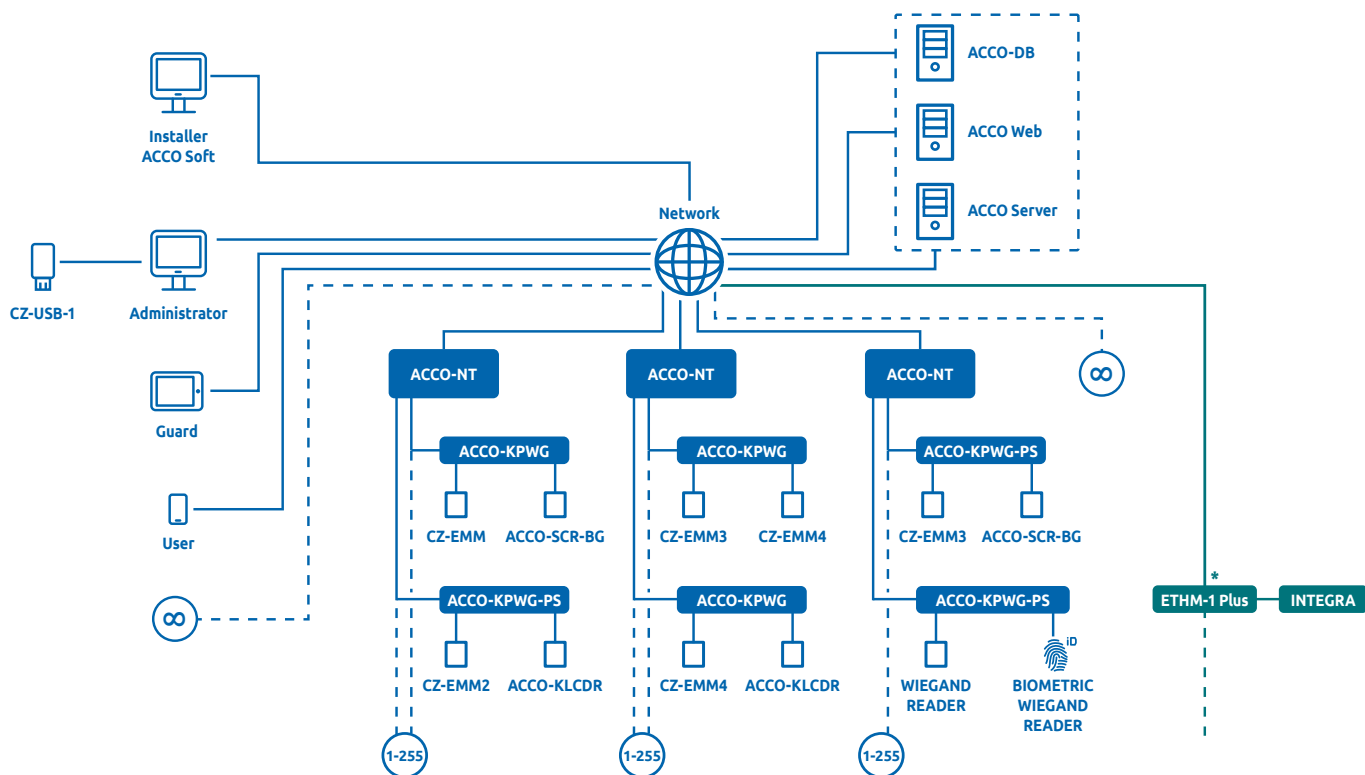 ACCO-DB
Installer
ACCO Soft
ACCO Web
ACCO Server
Network
CZ-USB-1
Administrator
ACCO-NT
ACCO-NT
ACCO-NT
∞
Guard
ACCO-KPWG
ACCO-KPWG
ACCO-KPWG-PS
CZ-EMM
ACCO-SCR-BG
CZ-EMM3
CZ-EMM4
CZ-EMM3
ACCO-SCR-BG
User
*
∞
ACCO-KPWG-PS
ACCO-KPWG
ACCO-KPWG-PS
ETHM-1 Plus
INTEGRA
iD
CZ-EMM2
ACCO-KLCDR
CZ-EMM4
ACCO-KLCDR
WIEGAND
READER
BIOMETRIC
WIEGAND
READER
1-255
1-255
1-255